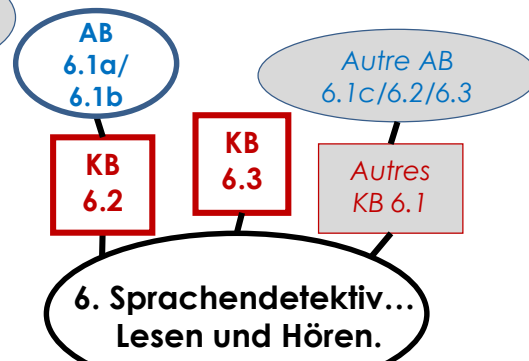 AB
6.1a/
6.1b
Autre AB
6.1c/6.2/6.3
KB
6.2
KB
6.3
Autres
KB 6.1
6. Sprachendetektiv…
Lesen und Hören.